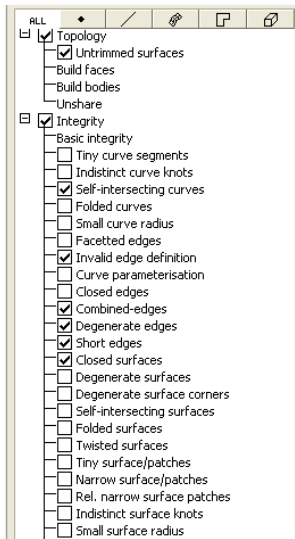 ALL
Topology
Untrimmed surfaces
Build faces
Build bodies
Unshare
Integrity
Basic integrity
Tiny curve segments
Indistinct curve knots
Self-intersecting curves
Folded curves
Small curve radius
Facetted edges
Invalid edge definition
Curve parameterisation
Closed edges
Combined-edges
Degenerate edges
Short edges
Closed surfaces
Degenerate surfaces
Degenerate surface corners
Self-intersecting surfaces
Folded surfaces
Twisted surfaces
Tiny surface/patches
Narrow surface/patches
Rel. narrow surface patches
Indistinct surface knots
Small surface radius